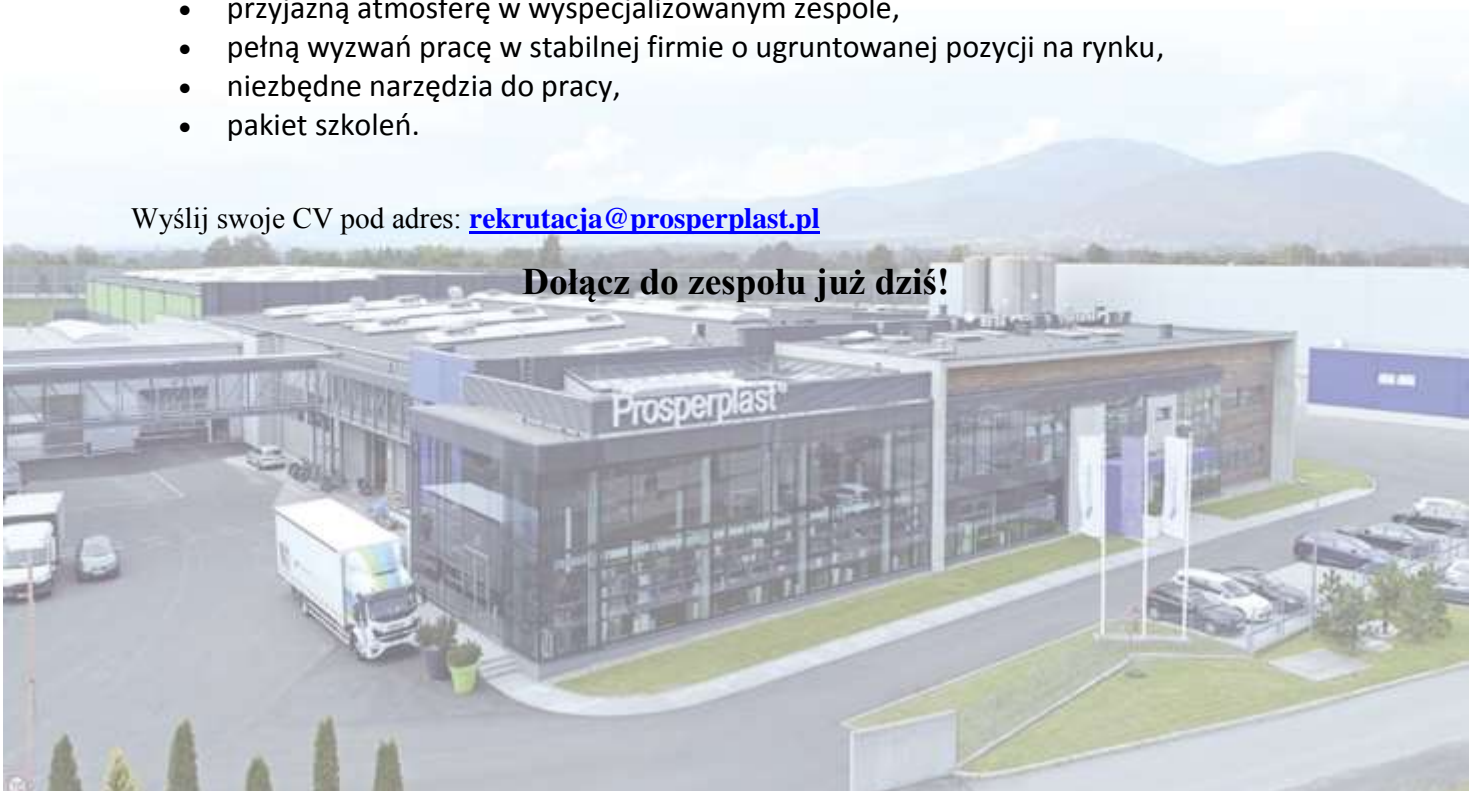 • przyjazną atmosferę w wyspecjalizowanym zespole,
• pełną wyzwań pracę w stabilnej firmie o ugruntowanej pozycji na rynku,
• niezbędne narzędzia do pracy,
• pakiet szkoleń.
Wyślij swoje CV pod adres: rekrutacja@prosperplast.pl
Dołącz do zespołu już dziś!
Prosperplast